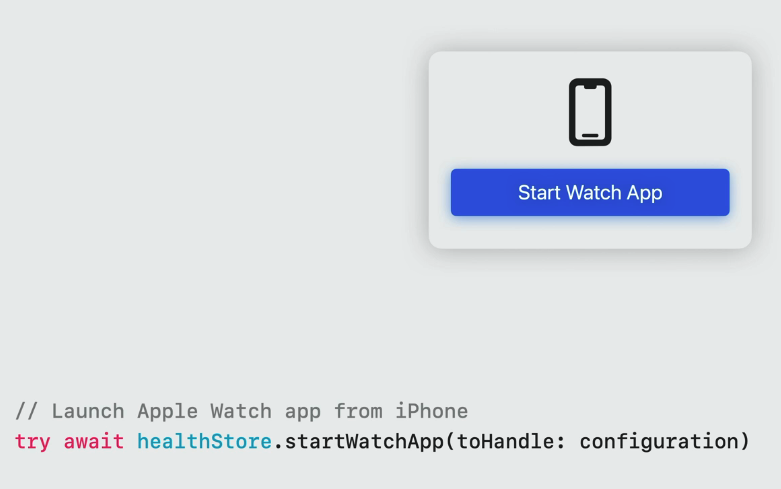 Start Watch App
// Launch Apple Watch app from iPhone
try await healthStore.startWatchApp(toHandle: configuration)